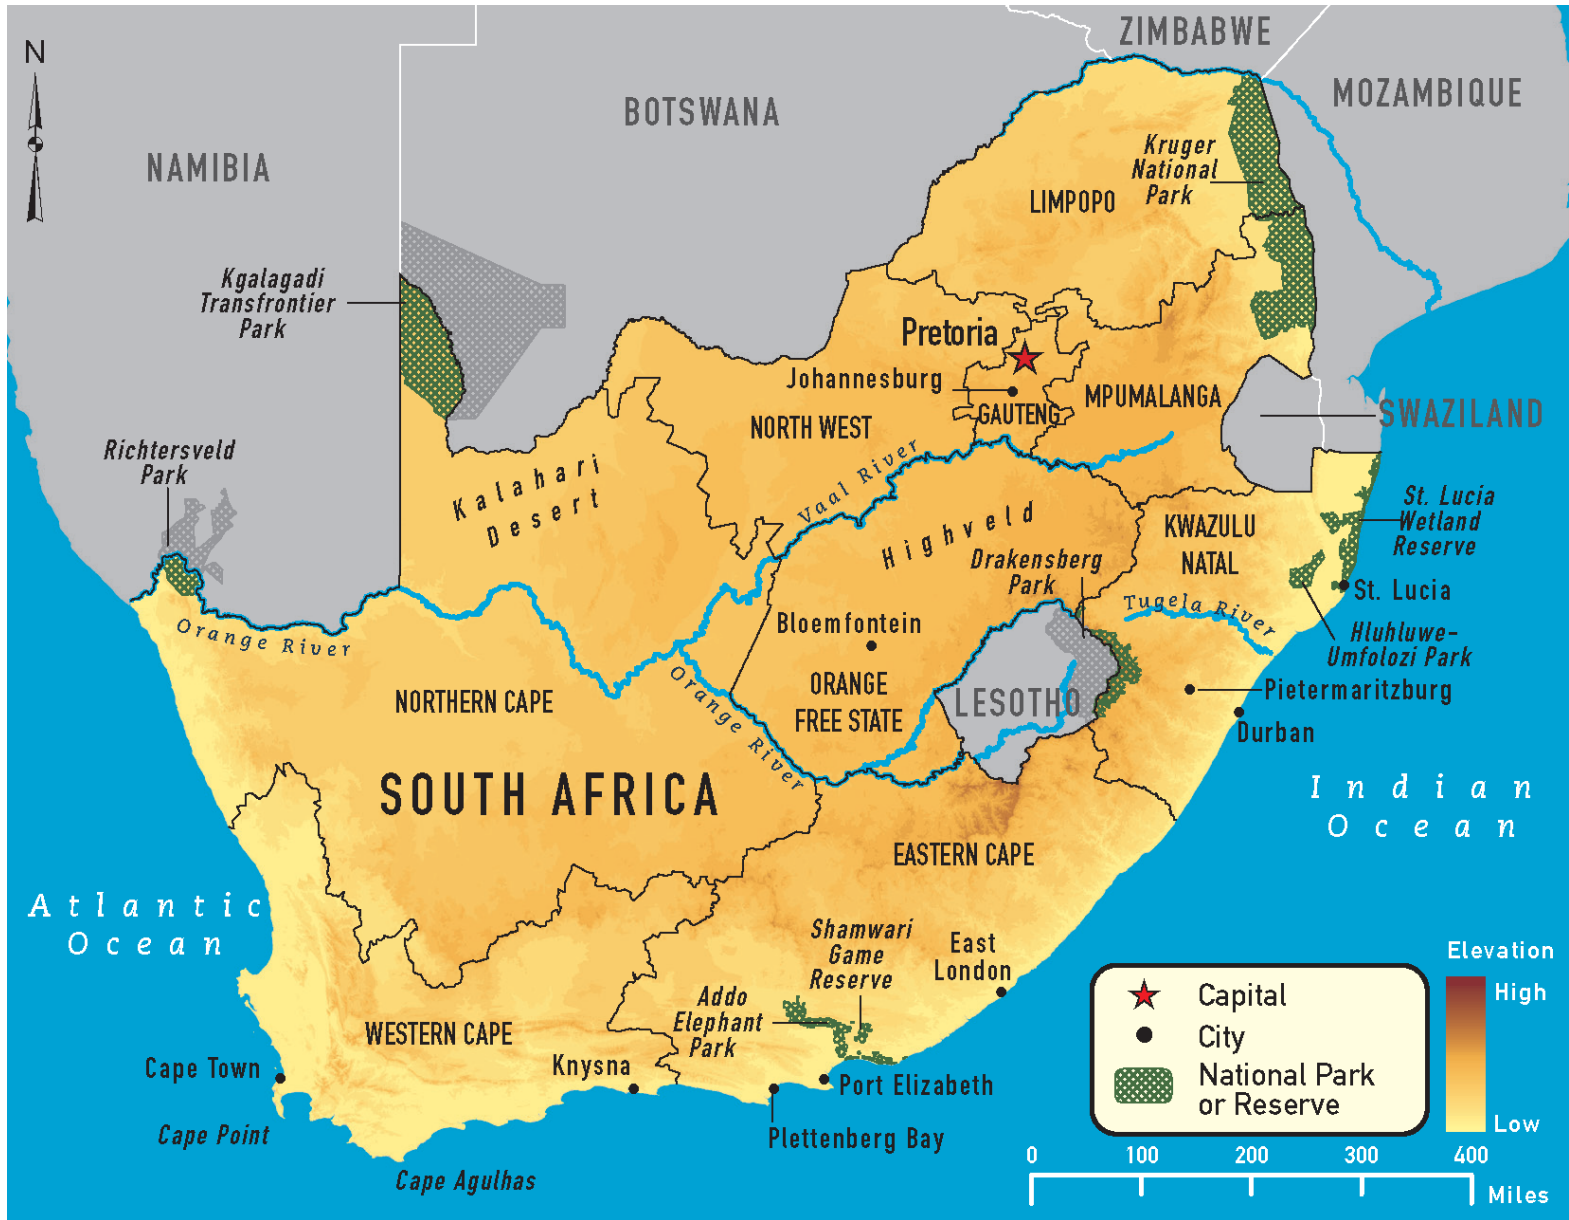 ZIMBABWE
N
BOTSWANA
MOZAMBIQUE
NAMIBIA
Kruger
National
Park
LIMPOPO
Kgalagadi
Transfrontier
Park
Pretoria
Johannesburg
GAUTENG
MPUMALANGA
NORTH WEST
SWAZILAND
Richtersveld
Park
Kalahari
Desert
Vaal River
Highveld
KWAZULU
NATAL
St. Lucia
Wetland
Reserve
Drakensberg
Park
St. Lucia
Tugela River
Orange River
Bloemfontein
Hluhluwe-
Umfolozi Park
NORTHERN CAPE
Orange River
ORANGE
FREE STATE
LESOTHO
Pietermaritzburg
Durban
SOUTH AFRICA
Indian
Ocean
EASTERN CAPE
Atlantic
Ocean
Shamwari
Game
Reserve
East
London
Addo
Elephant
Park
WESTERN CAPE
Cape Town
Knysna
Port Elizabeth
Cape Point
Plettenberg Bay
Cape Agulhas
Elevation
High
Low
Capital
City
National Park
or Reserve
0 100 200 300 400
Miles